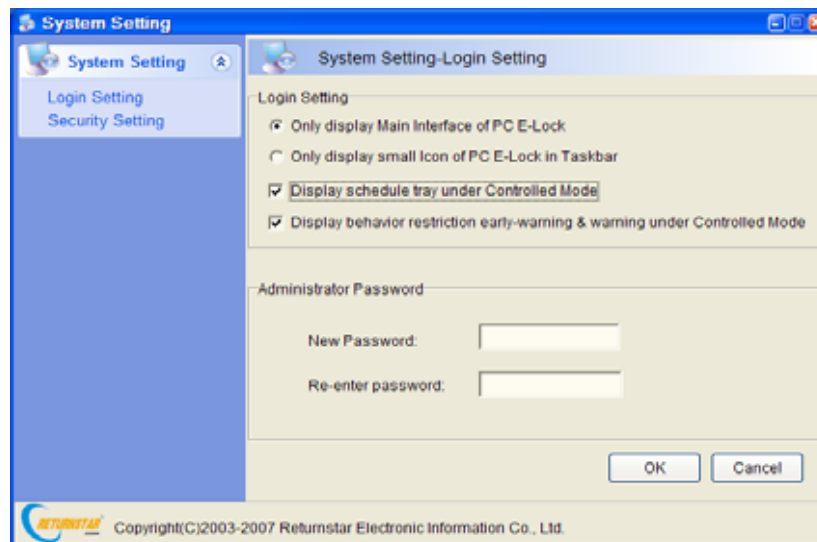 System Setting
System Setting
Login Setting
Security Setting
System Setting-Login Setting
Login Setting
Only display Main Interface of PC E-Lock
Only display small Icon of PC E-Lock in Taskbar
Display schedule tray under Controlled Mode
Display behavior restriction early-warning & warning under Controlled Mode
Administrator Password
New Password:
Re-enter password:
OK
Cancel
RETURNSTAR
Copyright(C)2003-2007 Returnstar Electronic Information Co., Ltd.